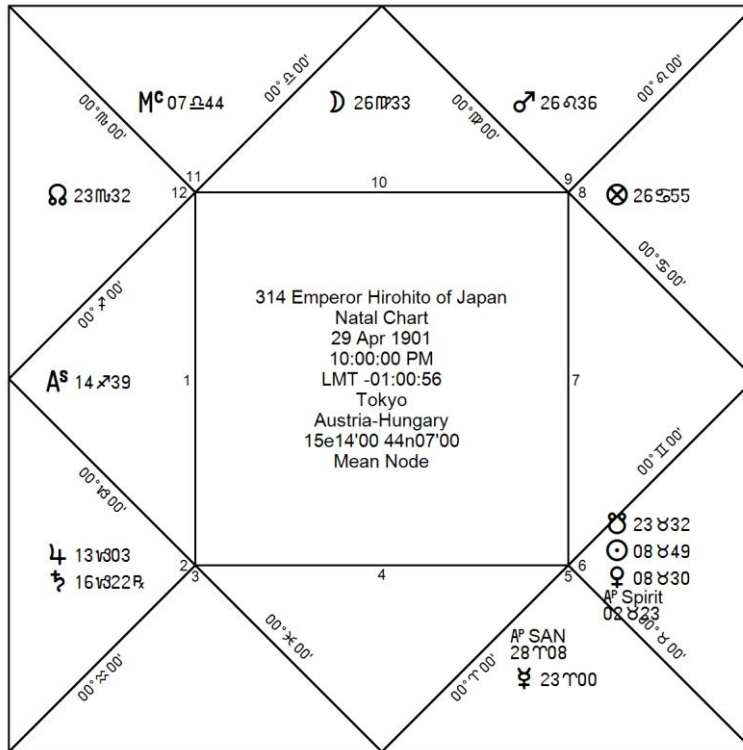 Mᶜ 07♎44
00°♎00'
☽ 26♍33
00°♍00'
♂ 26♌36
00°♌00'
00°♏00'
11
12
10
9
8
☊ 23♏32
⊗ 26♋55
00°♋00'
00°♐00'
314 Emperor Hirohito of Japan
Natal Chart
29 Apr 1901
10:00:00 PM
LMT -01:00:56
Tokyo
Austria-Hungary
15e14'00 44n07'00
Mean Node
Aˢ 14♐39
1
7
00°♊00'
00°♑00'
♃ 13♑03
♄ 16♑22℞
2
3
4
5
6
☋ 23♉32
☉ 08♉49
♀ 08♉30
AP Spirit
02♉23
00°♉00'
00°♒00'
00°♓00'
00°♈00'
AP SAN
28♈08
☿ 23♈00